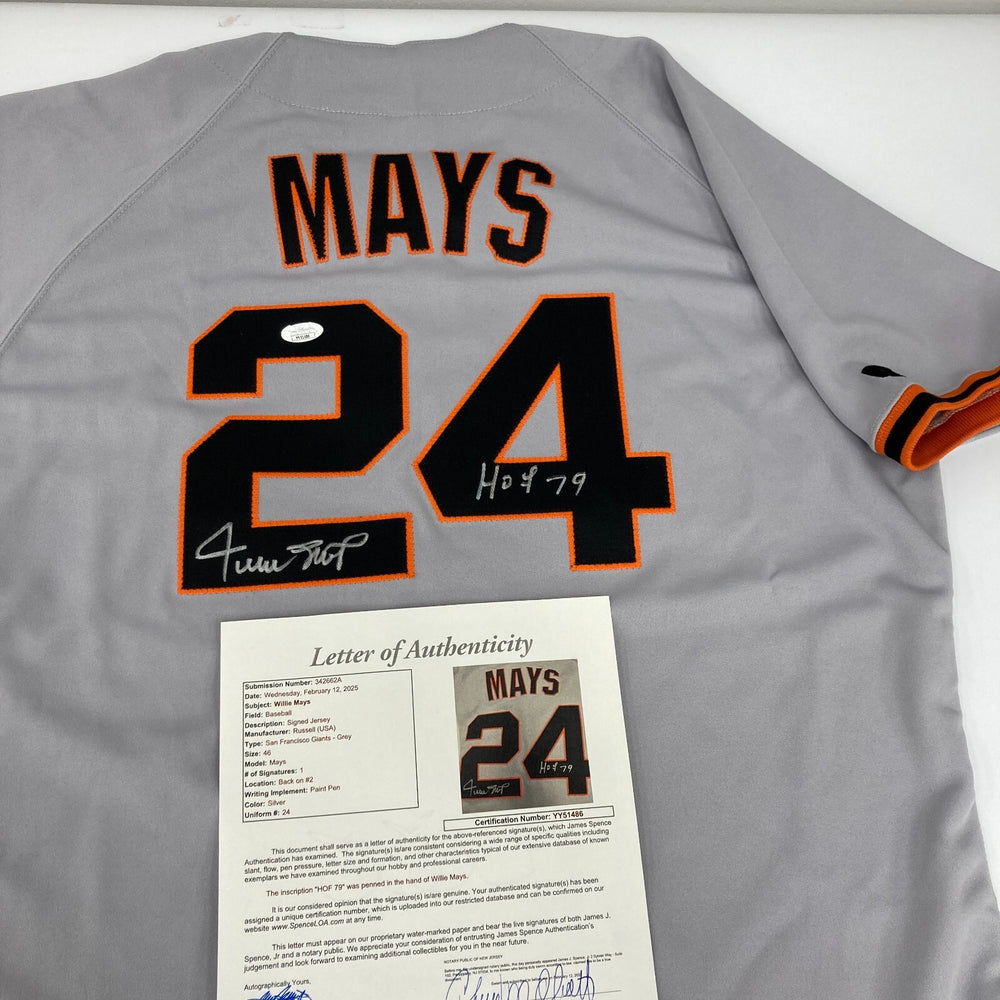 MAYS
24
HOF 79
Willie Mays
Letter of Authenticity
Submission Number: 342662A
Date: Wednesday, February 12, 2025
Subject: Willie Mays
Field: Baseball
Description: Signed Jersey
Manufacturer: Russell (USA)
Type: San Francisco Giants - Grey
Size: 46
Model: Mays
# of Signatures: 1
Location: Back on #2
Writing Implement: Paint Pen
Color: Silver
Uniform #: 24
MAYS
24
HOF 79
Willie Mays
Certification Number: YY51486
This document shall serve as a letter of authenticity for the above-referenced signature(s), which James Spence
Authentication has examined. The signature(s) is/are consistent considering a wide range of specific qualities including
slant, flow, pen pressure, letter size and formation, and other characteristics typical of our extensive database of known
exemplars we have examined throughout our hobby and professional careers.
The inscription "HOF 79" was penned in the hand of Willie Mays.
It is our considered opinion that the signature(s) is/are genuine. Your authenticated signature(s) has been
assigned a unique certification number, which is uploaded into our restricted database and can be confirmed on our
website www.SpenceLOA.com at any time.
This letter must appear on our proprietary water-marked paper and bear the live signatures of both James J.
Spence, Jr and a notary public. We appreciate your consideration of entrusting James Spence Authentication's
judgement and look forward to examining additional collectibles for you in the near future.
NOTARY PUBLIC OF NEW JERSEY
Autographically Yours,